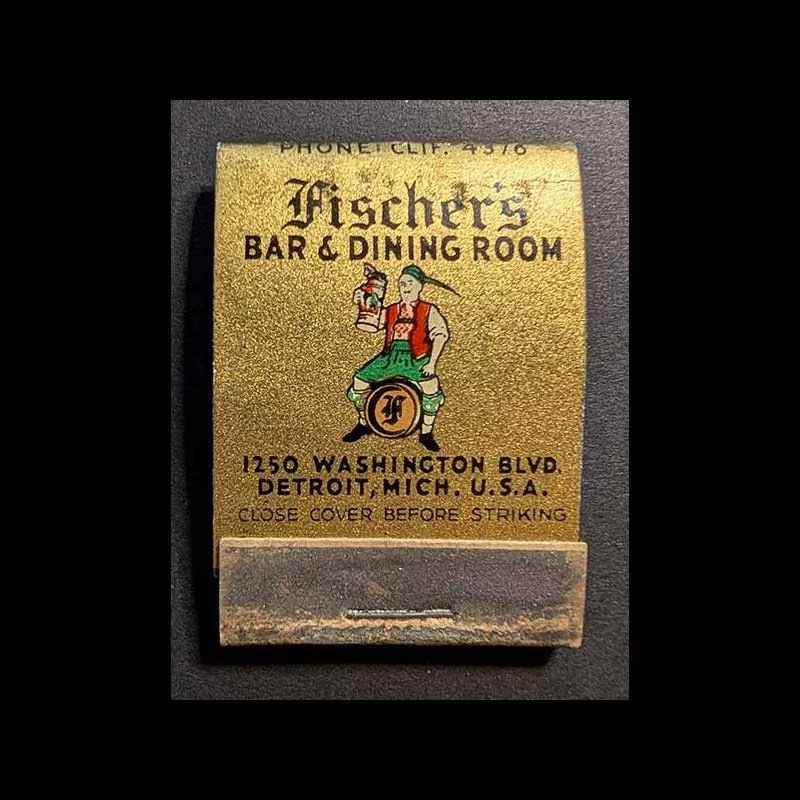 PHONE: CLIF. 4376
Fischer's
BAR & DINING ROOM
F
1250 WASHINGTON BLVD.
DETROIT, MICH. U.S.A.
CLOSE COVER BEFORE STRIKING